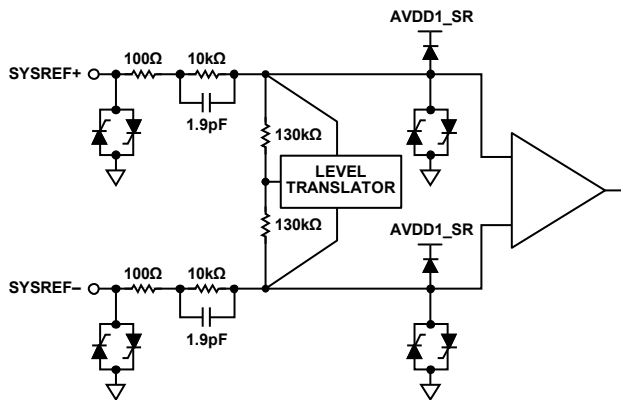 AVDD1_SR
100Ω 10kΩ
SYSREF+
1.9pF
130kΩ
LEVEL
TRANSLATOR
130kΩ
AVDD1_SR
100Ω 10kΩ
SYSREF–
1.9pF